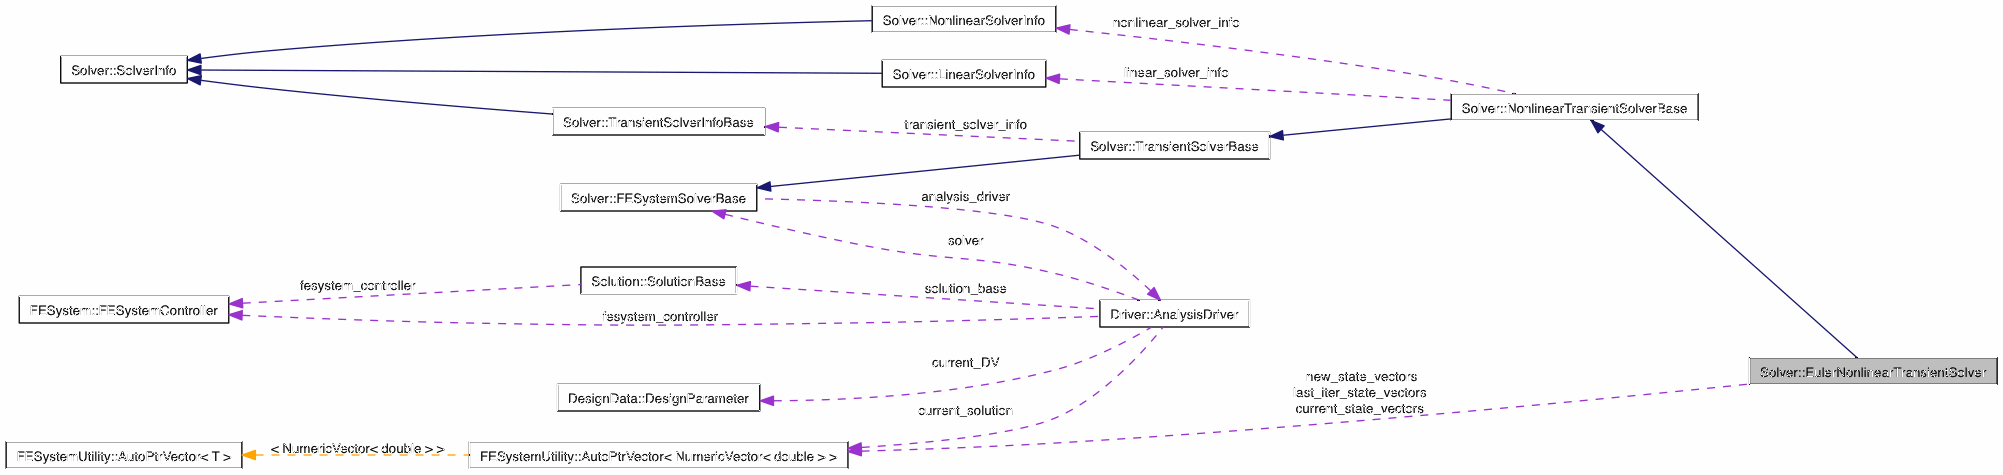 Solver::NonlinearSolverInfo
nonlinear_solver_info
Solver::SolverInfo
Solver::LinearSolverInfo
linear_solver_info
Solver::NonlinearTransientSolverBase
Solver::TransientSolverInfoBase
transient_solver_info
Solver::TransientSolverBase
Solver::FESystemSolverBase
analysis_driver
solver
Solution::SolutionBase
fesystem_controller
solution_base
FESystem::FESystemController
fesystem_controller
Driver::AnalysisDriver
current_DV
Solver::EulerNonlinearTransientSolver
new_state_vectors
last_iter_state_vectors
current_state_vectors
DesignData::DesignParameter
current_solution
FESystemUtility::AutoPtrVector< T >
< NumericVector< double > >
FESystemUtility::AutoPtrVector< NumericVector< double > >